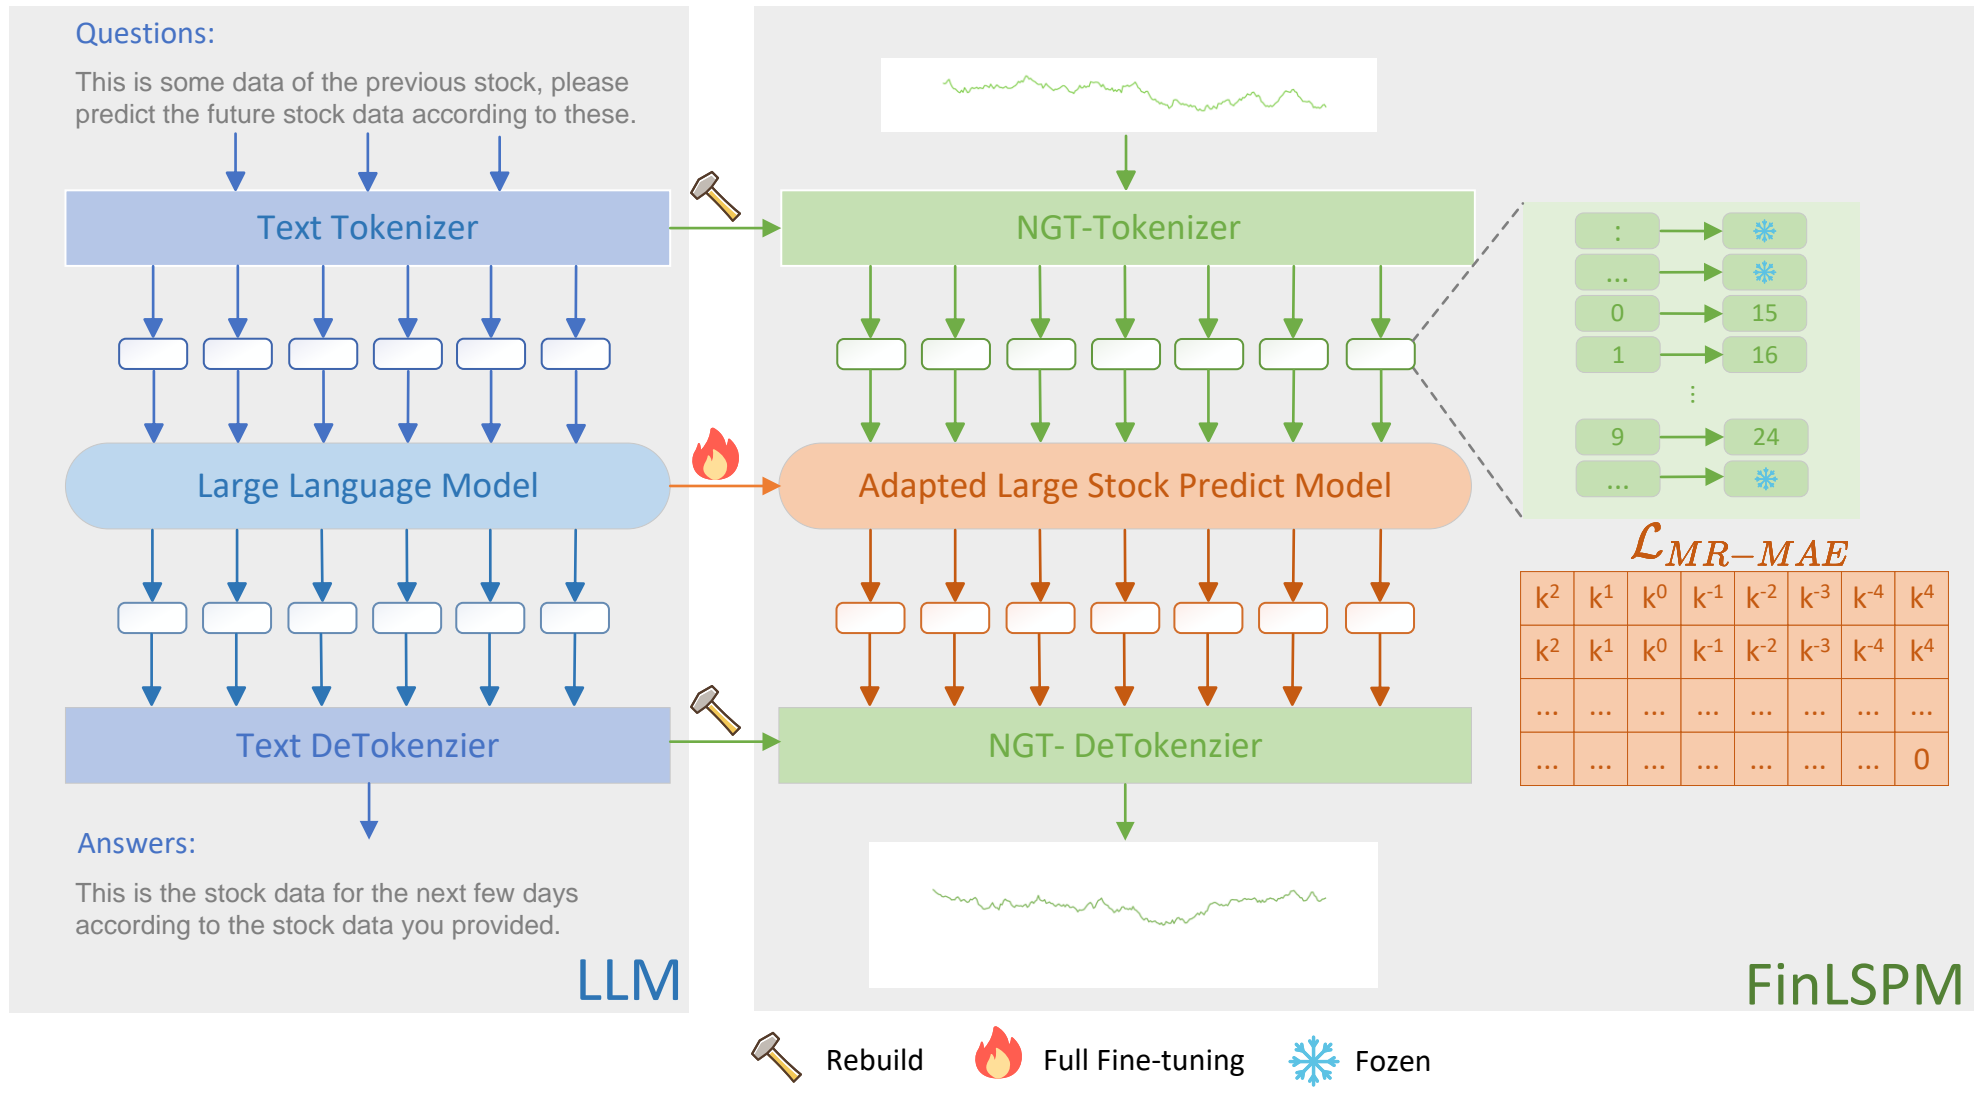 Questions:
This is some data of the previous stock, please
predict the future stock data according to these.
Text Tokenizer
Large Language Model
Text DeTokenzier
Answers:
This is the stock data for the next few days
according to the stock data you provided.
LLM
NGT-Tokenizer
Adapted Large Stock Predict Model
NGT- DeTokenzier
:
...
0 15
1 16
⋮
9 24
...
ℒ_{MR−MAE}
k² k¹ k⁰ k⁻¹ k⁻² k⁻³ k⁻⁴ k⁴
k² k¹ k⁰ k⁻¹ k⁻² k⁻³ k⁻⁴ k⁴
... ... ... ... ... ... ... ...
... ... ... ... ... ... ... 0
FinLSPM
Rebuild Full Fine-tuning Fozen